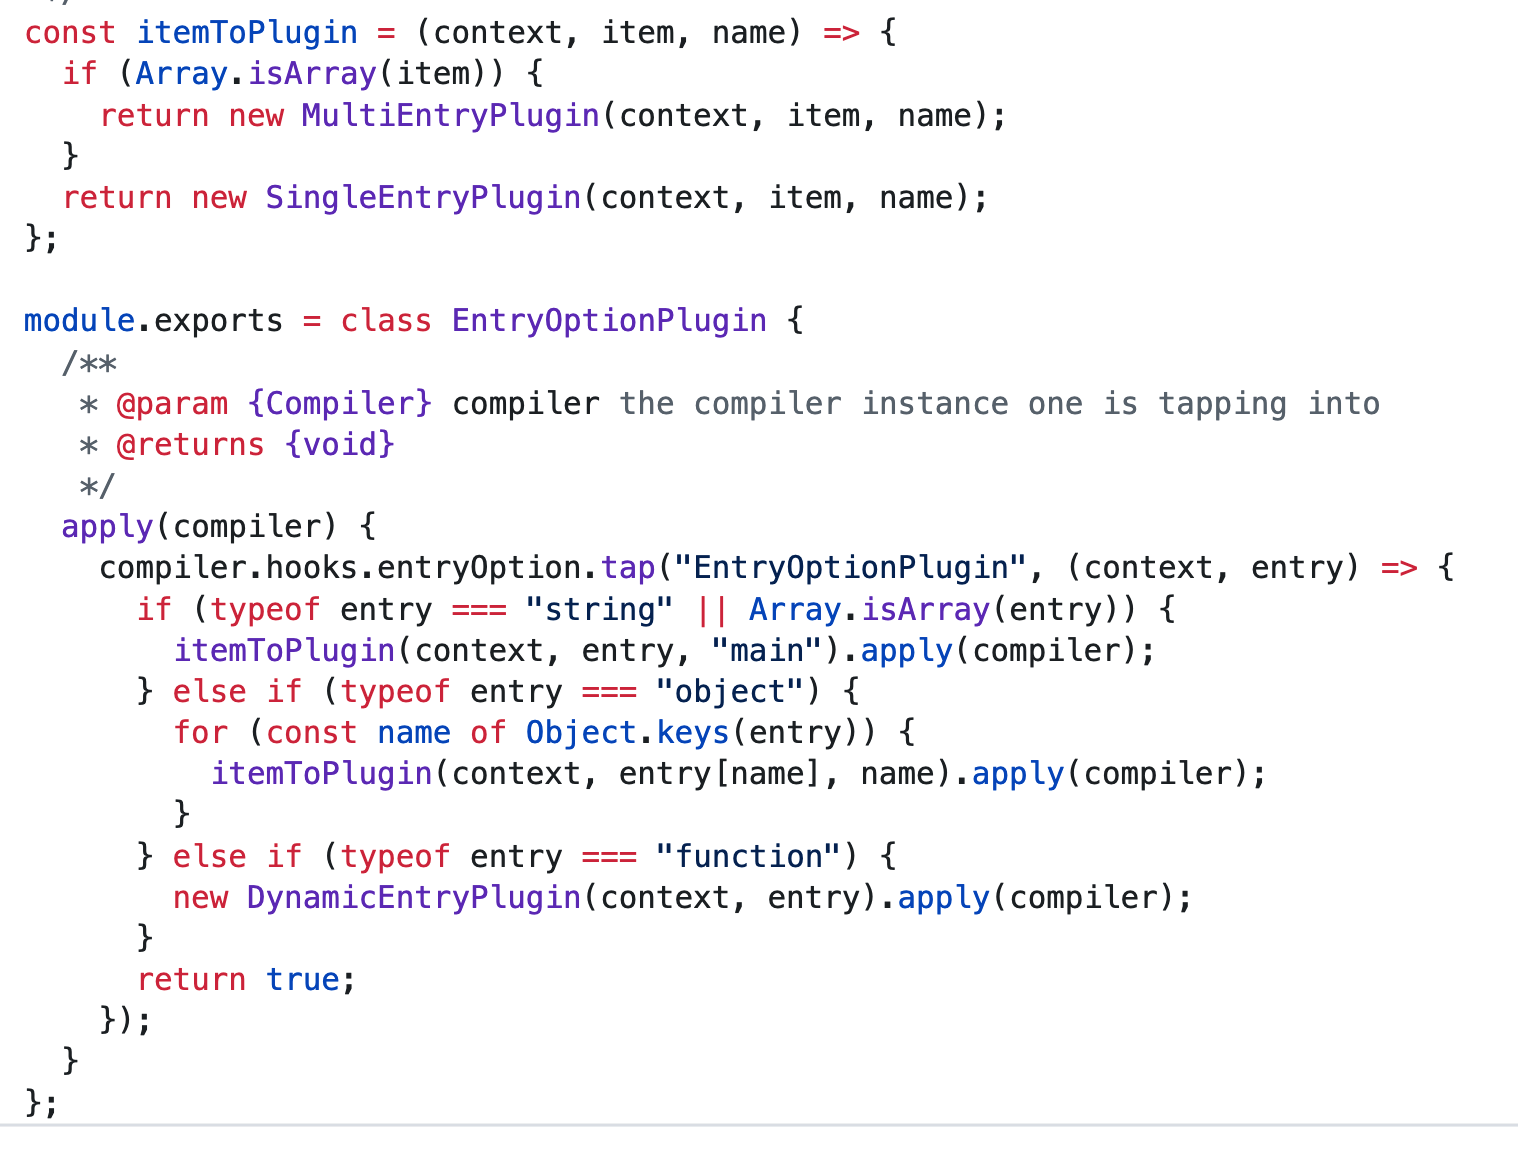 */
const itemToPlugin = (context, item, name) => {
  if (Array.isArray(item)) {
    return new MultiEntryPlugin(context, item, name);
  }
  return new SingleEntryPlugin(context, item, name);
};

module.exports = class EntryOptionPlugin {
  /**
   * @param {Compiler} compiler the compiler instance one is tapping into
   * @returns {void}
   */
  apply(compiler) {
    compiler.hooks.entryOption.tap("EntryOptionPlugin", (context, entry) => {
      if (typeof entry === "string" || Array.isArray(entry)) {
        itemToPlugin(context, entry, "main").apply(compiler);
      } else if (typeof entry === "object") {
        for (const name of Object.keys(entry)) {
          itemToPlugin(context, entry[name], name).apply(compiler);
        }
      } else if (typeof entry === "function") {
        new DynamicEntryPlugin(context, entry).apply(compiler);
      }
      return true;
    });
  }
};